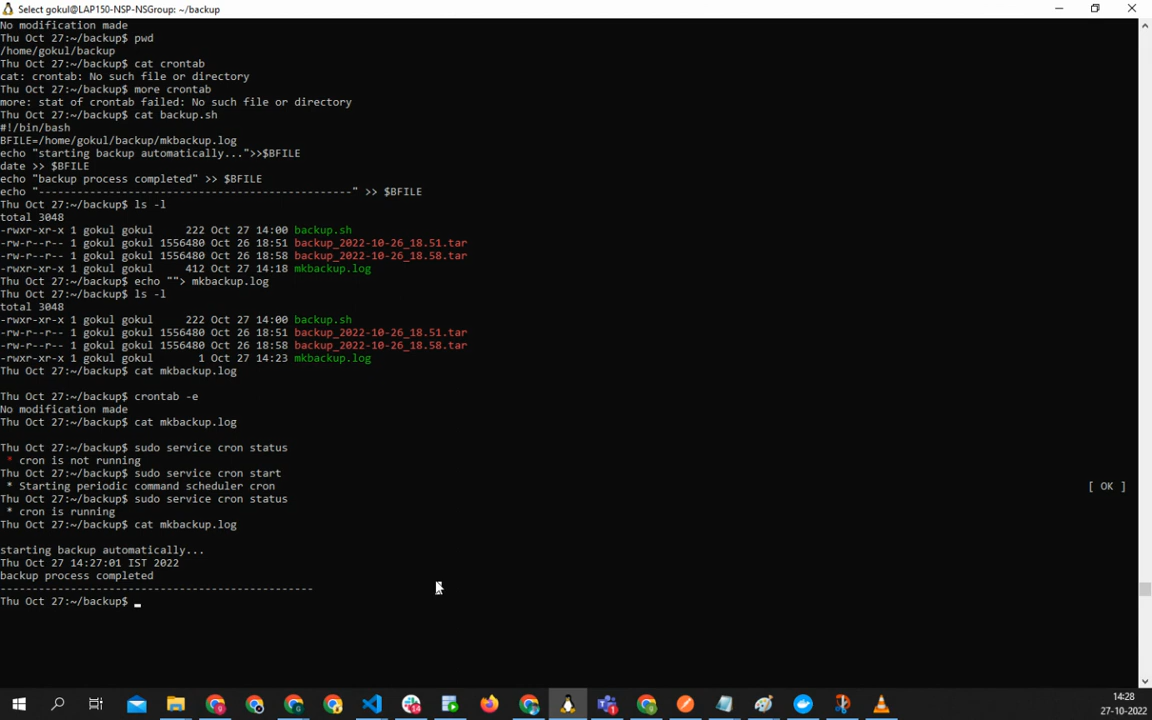 Select gokul@LAP150-NSP-NSGroup: ~/backup
No modification made
Thu Oct 27:~/backup$ pwd
/home/gokul/backup
Thu Oct 27:~/backup$ cat crontab
cat: crontab: No such file or directory
Thu Oct 27:~/backup$ more crontab
more: stat of crontab failed: No such file or directory
Thu Oct 27:~/backup$ cat backup.sh
#!/bin/bash
BFILE=/home/gokul/backup/mkbackup.log
echo "starting backup automatically...">>$BFILE
date >> $BFILE
echo "backup process completed" >> $BFILE
echo "-------------------------------------------------" >> $BFILE
Thu Oct 27:~/backup$ ls -l
total 3048
-rwxr-xr-x 1 gokul gokul     222 Oct 27 14:00 backup.sh
-rw-r--r-- 1 gokul gokul 1556480 Oct 26 18:51 backup_2022-10-26_18.51.tar
-rw-r--r-- 1 gokul gokul 1556480 Oct 26 18:58 backup_2022-10-26_18.58.tar
-rwxr-xr-x 1 gokul gokul     412 Oct 27 14:18 mkbackup.log
Thu Oct 27:~/backup$ echo ""> mkbackup.log
Thu Oct 27:~/backup$ ls -l
total 3048
-rwxr-xr-x 1 gokul gokul     222 Oct 27 14:00 backup.sh
-rw-r--r-- 1 gokul gokul 1556480 Oct 26 18:51 backup_2022-10-26_18.51.tar
-rw-r--r-- 1 gokul gokul 1556480 Oct 26 18:58 backup_2022-10-26_18.58.tar
-rwxr-xr-x 1 gokul gokul       1 Oct 27 14:23 mkbackup.log
Thu Oct 27:~/backup$ cat mkbackup.log
Thu Oct 27:~/backup$ crontab -e
No modification made
Thu Oct 27:~/backup$ cat mkbackup.log
Thu Oct 27:~/backup$ sudo service cron status
* cron is not running
Thu Oct 27:~/backup$ sudo service cron start
* Starting periodic command scheduler cron [ OK ]
Thu Oct 27:~/backup$ sudo service cron status
* cron is running
Thu Oct 27:~/backup$ cat mkbackup.log
starting backup automatically...
Thu Oct 27 14:27:01 IST 2022
backup process completed
-------------------------------------------------
Thu Oct 27:~/backup$
14:28
27-10-2022